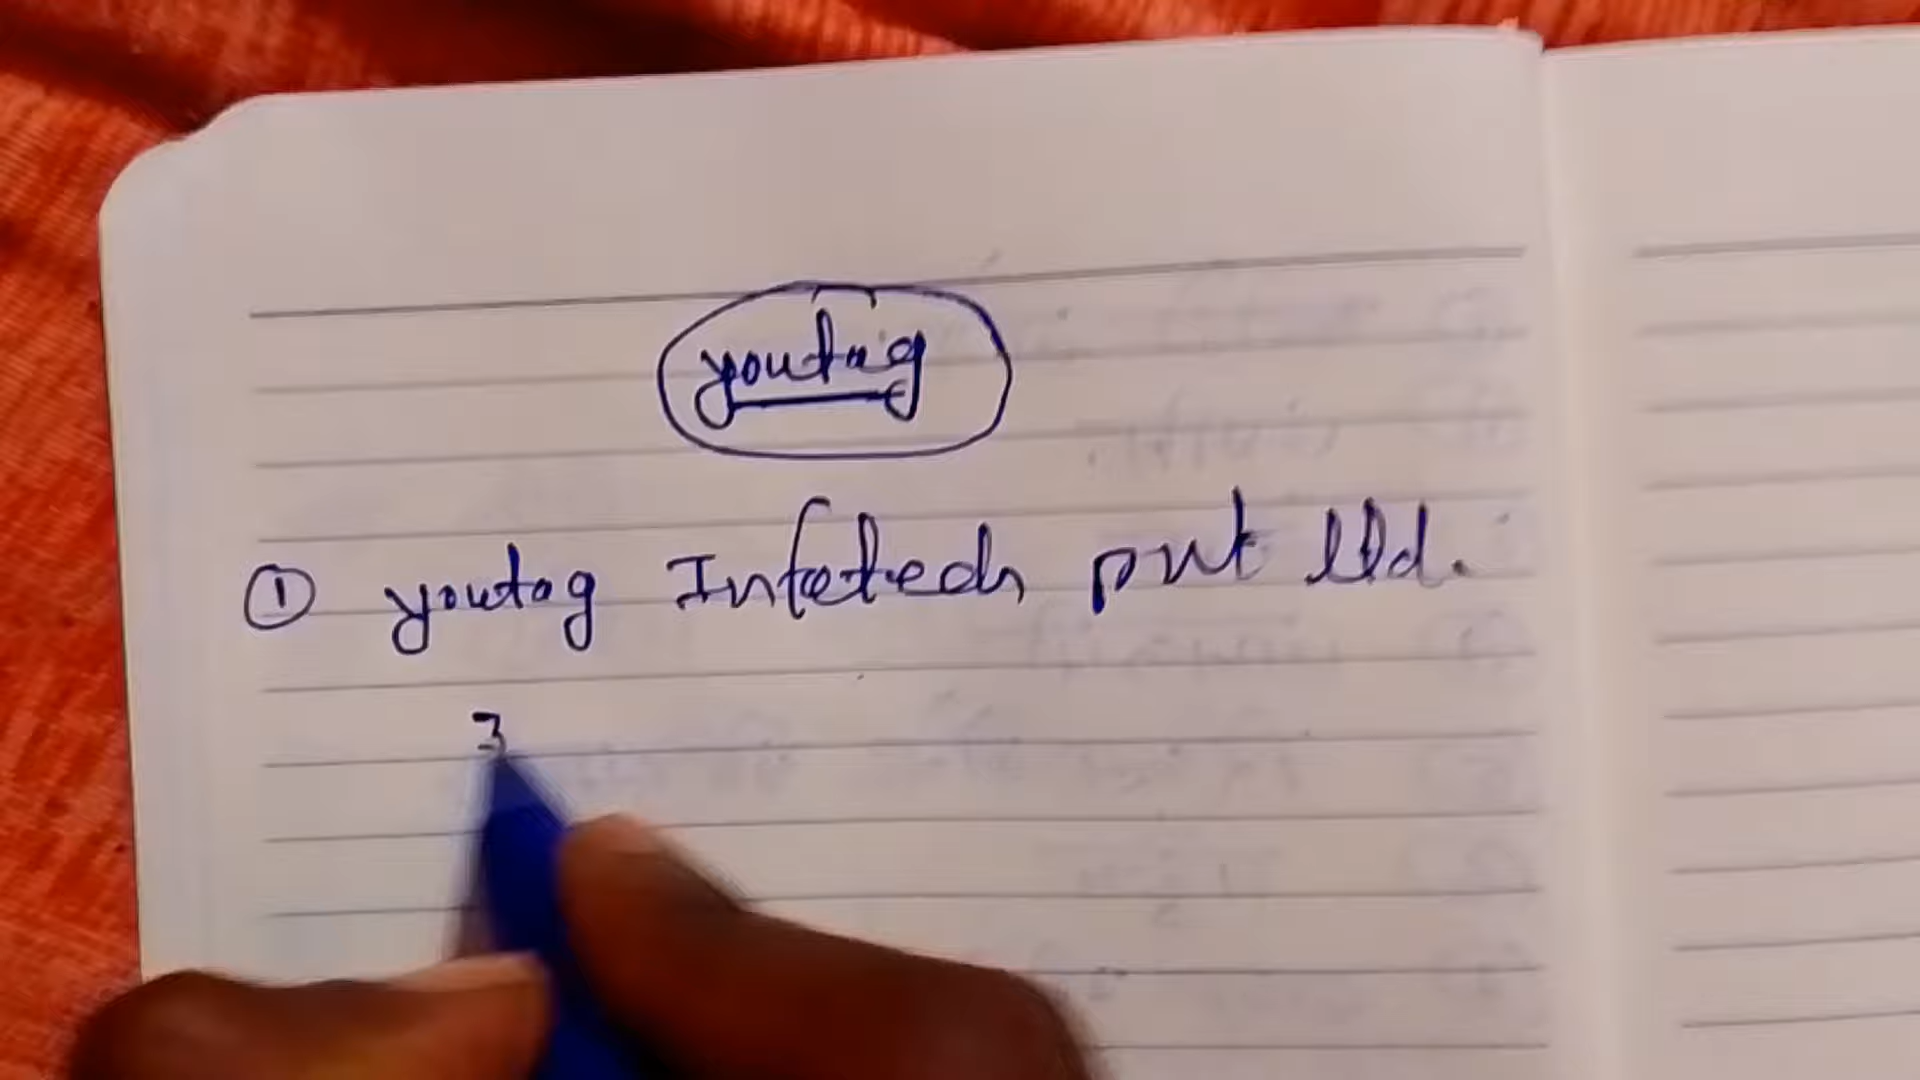 youtag
① youtag Infotech pvt ltd.
3